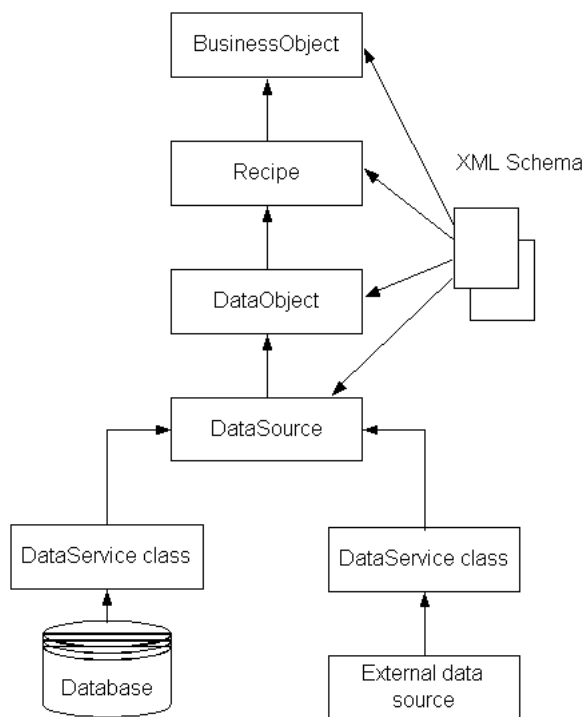 BusinessObject
XML Schema
Recipe
DataObject
DataSource
DataService class
DataService class
Database
External data
source